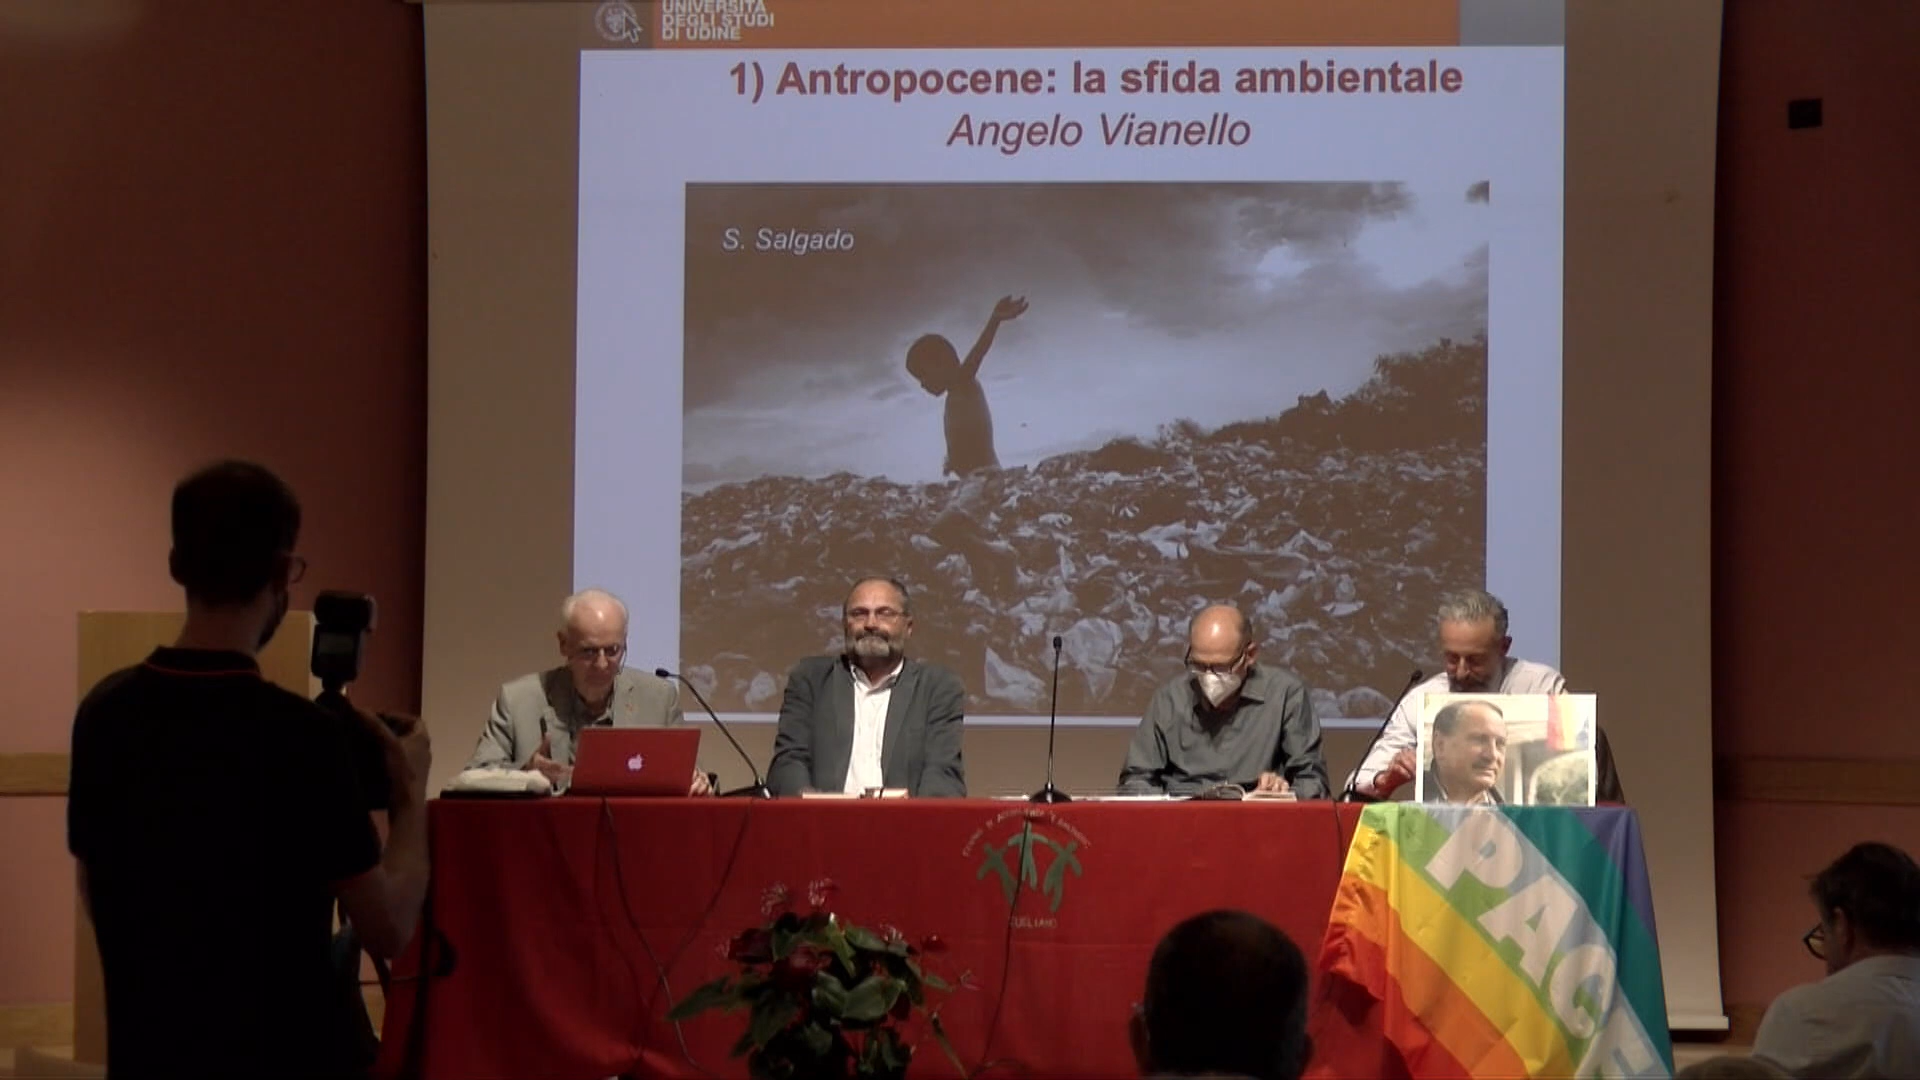 UNIVERSITÀ
DEGLI STUDI
DI UDINE
1) Antropocene: la sfida ambientale
Angelo Vianello
S. Salgado
PACE